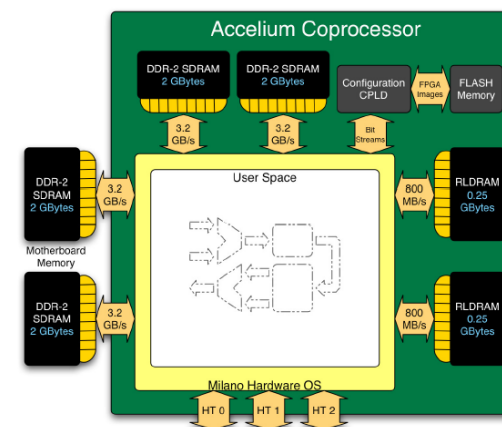 Accelium Coprocessor
DDR-2 SDRAM
2 GBytes
DDR-2 SDRAM
2 GBytes
Configuration
CPLD
FPGA
Images
FLASH
Memory
3.2
GB/s
3.2
GB/s
Bit
Streams
DDR-2
SDRAM
2 GBytes
3.2
GB/s
User Space
800
MB/s
RLDRAM
0.25
GBytes
Motherboard
Memory
DDR-2
SDRAM
2 GBytes
3.2
GB/s
800
MB/s
RLDRAM
0.25
GBytes
Milano Hardware OS
HT 0
HT 1
HT 2